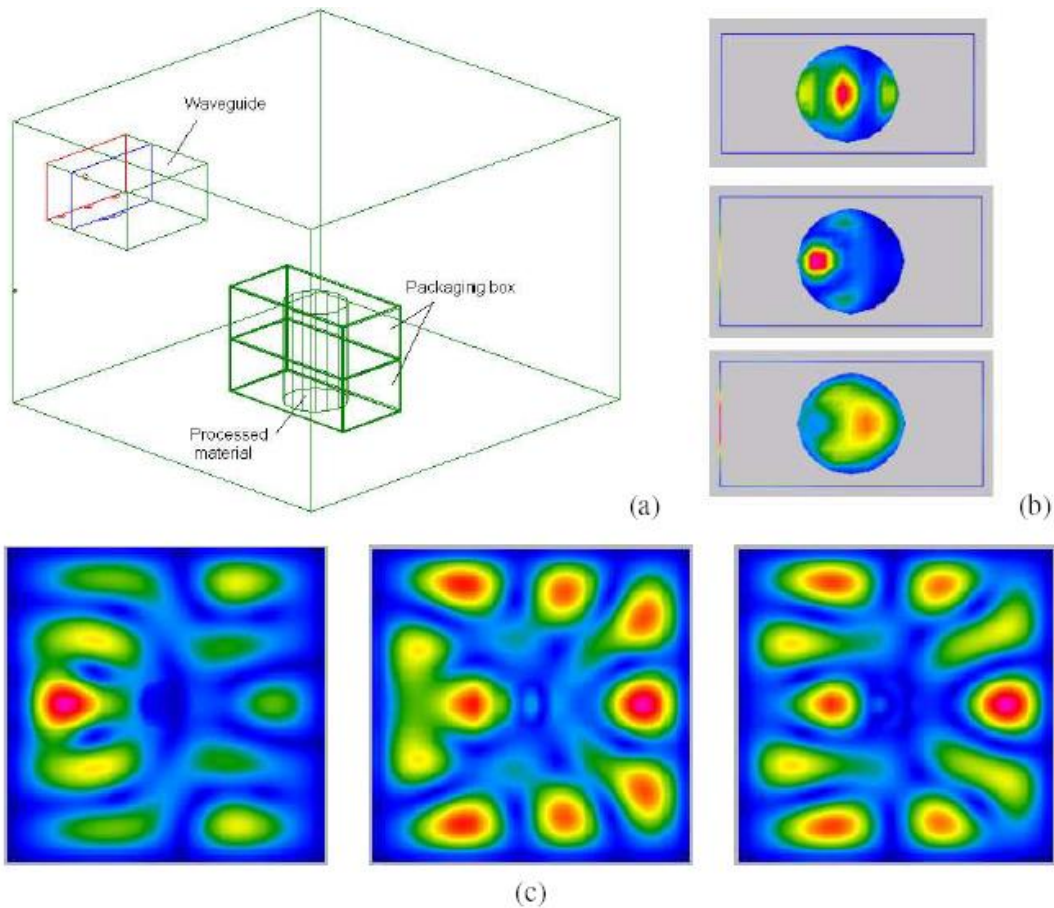 Waveguide
Packaging box
Processed
material
(a)
(b)
(c)